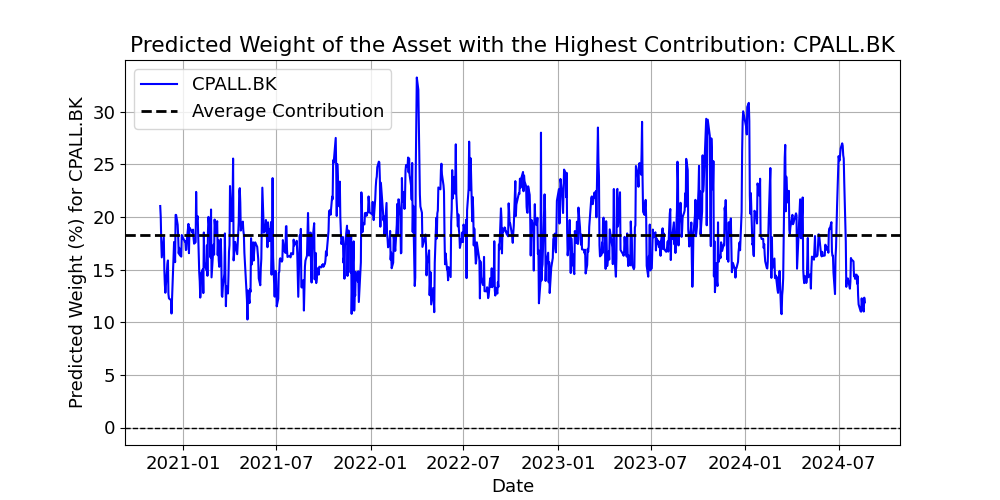 Predicted Weight of the Asset with the Highest Contribution: CPALL.BK
CPALL.BK
Average Contribution
Predicted Weight (%) for CPALL.BK
30
25
20
15
10
5
0
2021-01 2021-07 2022-01 2022-07 2023-01 2023-07 2024-01 2024-07
Date